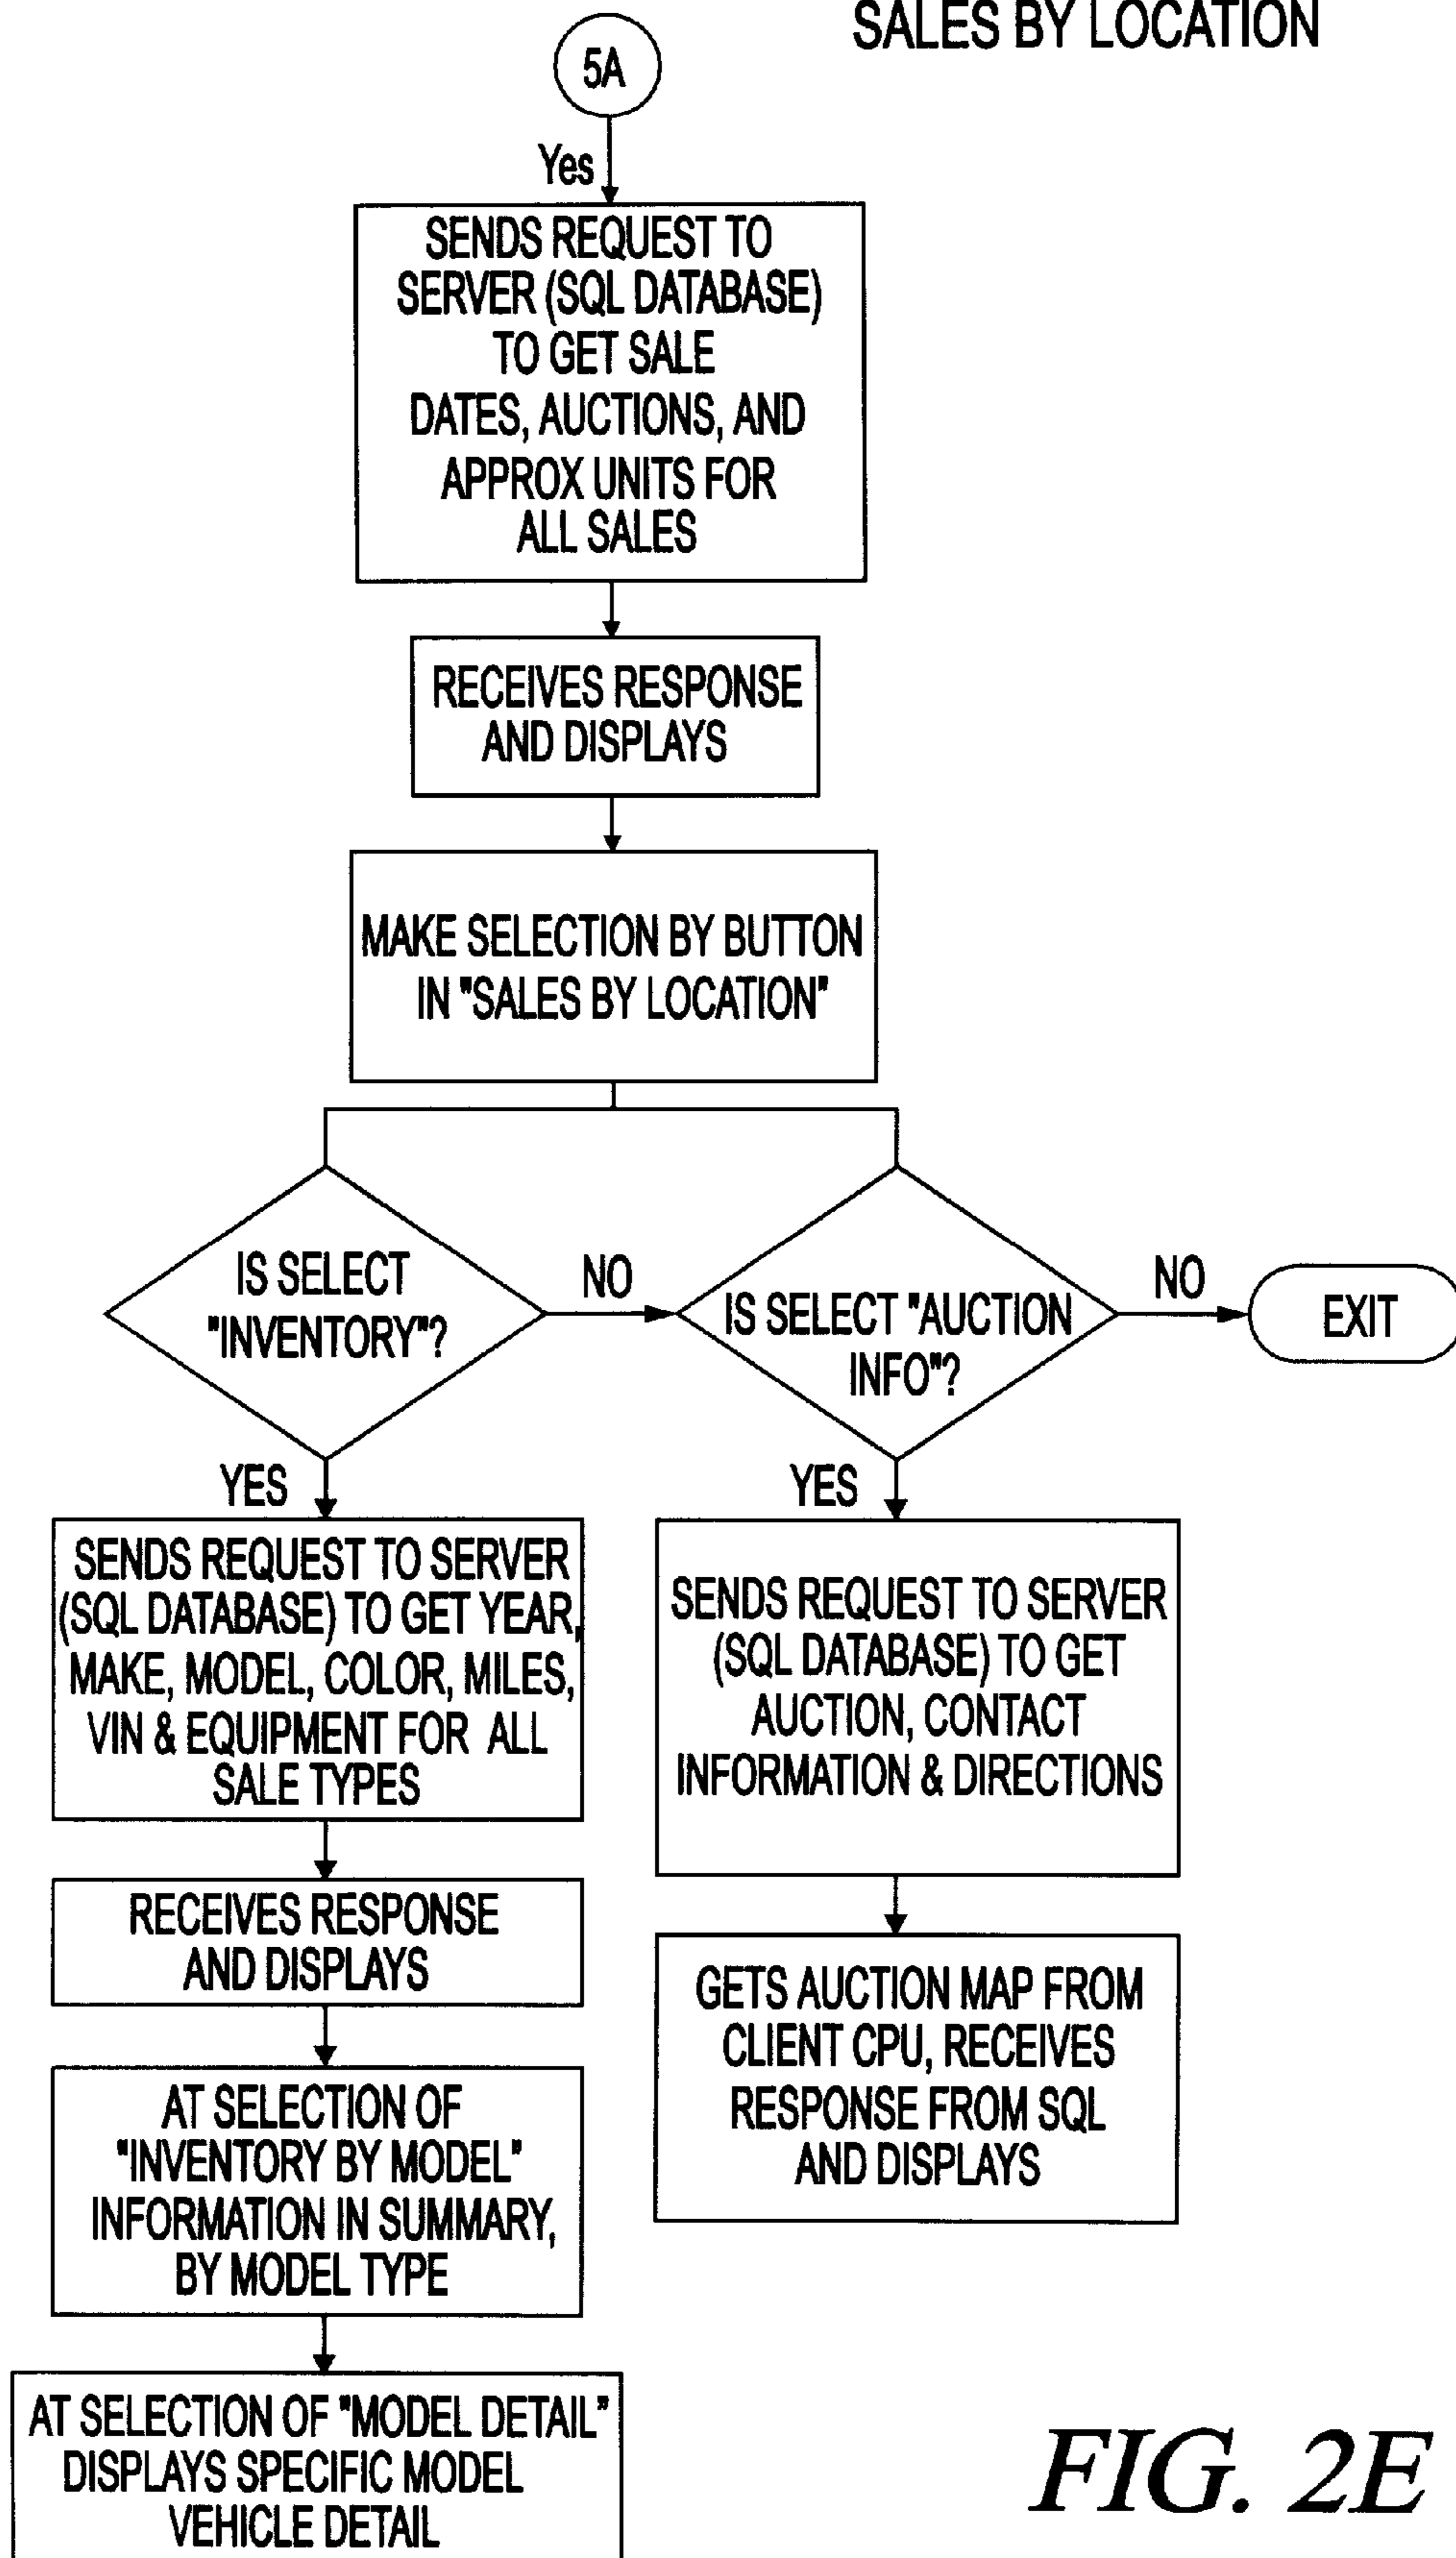 SALES BY LOCATION
5A
Yes
SENDS REQUEST TO
SERVER (SQL DATABASE)
TO GET SALE
DATES, AUCTIONS, AND
APPROX UNITS FOR
ALL SALES
RECEIVES RESPONSE
AND DISPLAYS
MAKE SELECTION BY BUTTON
IN "SALES BY LOCATION"
IS SELECT
"INVENTORY"?
NO
IS SELECT "AUCTION
INFO"?
NO
EXIT
YES
SENDS REQUEST TO SERVER
(SQL DATABASE) TO GET YEAR,
MAKE, MODEL, COLOR, MILES,
VIN & EQUIPMENT FOR ALL
SALE TYPES
RECEIVES RESPONSE
AND DISPLAYS
AT SELECTION OF
"INVENTORY BY MODEL"
INFORMATION IN SUMMARY,
BY MODEL TYPE
AT SELECTION OF "MODEL DETAIL"
DISPLAYS SPECIFIC MODEL
VEHICLE DETAIL
YES
SENDS REQUEST TO SERVER
(SQL DATABASE) TO GET
AUCTION, CONTACT
INFORMATION & DIRECTIONS
GETS AUCTION MAP FROM
CLIENT CPU, RECEIVES
RESPONSE FROM SQL
AND DISPLAYS
FIG. 2E